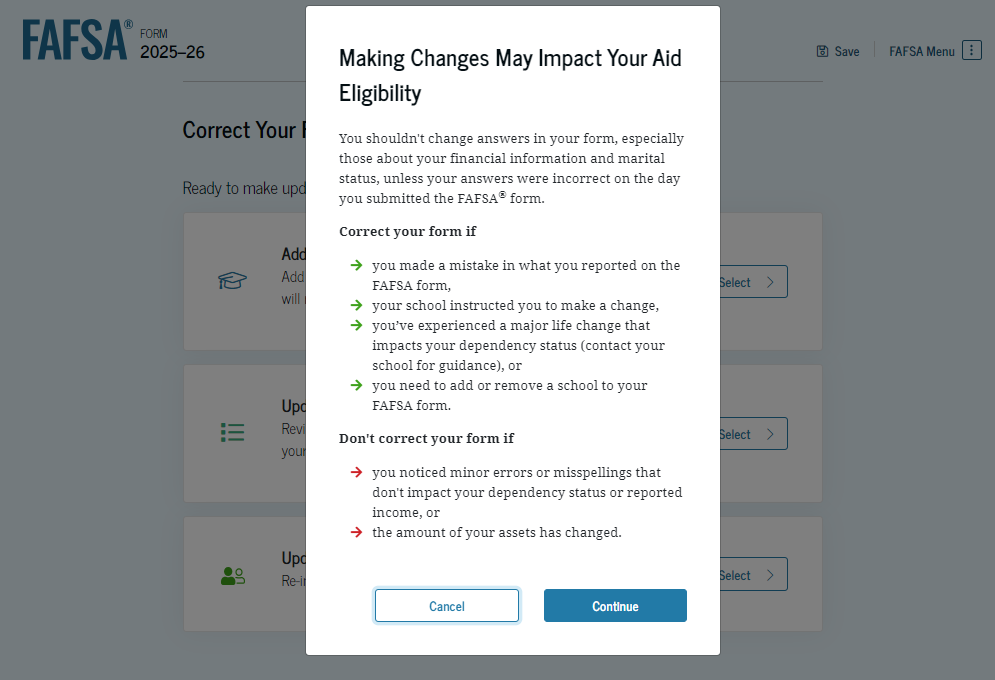 FAFSA®
FORM
2025–26
Save
FAFSA Menu
Correct Your
Ready to make
Add
Add
will
Select
Select
Select
Making Changes May Impact Your Aid
Eligibility
You shouldn't change answers in your form, especially
those about your financial information and marital
status, unless your answers were incorrect on the day
you submitted the FAFSA® form.
Correct your form if
you made a mistake in what you reported on the
FAFSA form,
your school instructed you to make a change,
you’ve experienced a major life change that
impacts your dependency status (contact your
school for guidance), or
you need to add or remove a school to your
FAFSA form.
Don't correct your form if
you noticed minor errors or misspellings that
don't impact your dependency status or reported
income, or
the amount of your assets has changed.
Cancel
Continue